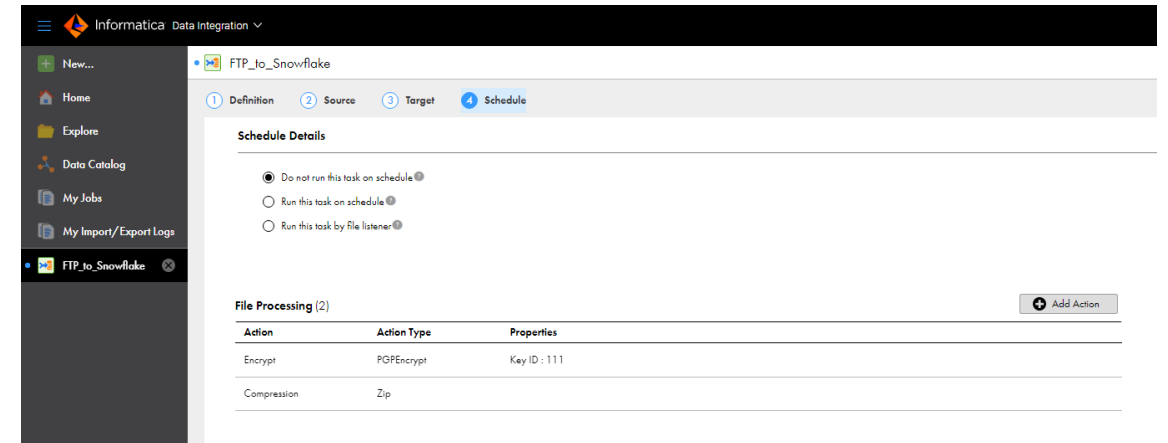 Informatica Data Integration
New...
Home
Explore
Data Catalog
My Jobs
My Import/Export Logs
FTP_to_Snowflake
FTP_to_Snowflake
1 Definition 2 Source 3 Target 4 Schedule
Schedule Details
Do not run this task on schedule ?
Run this task on schedule ?
Run this task by file listener ?
File Processing (2)
Add Action
Action Action Type Properties
Encrypt PGPEncrypt Key ID : 111
Compression Zip